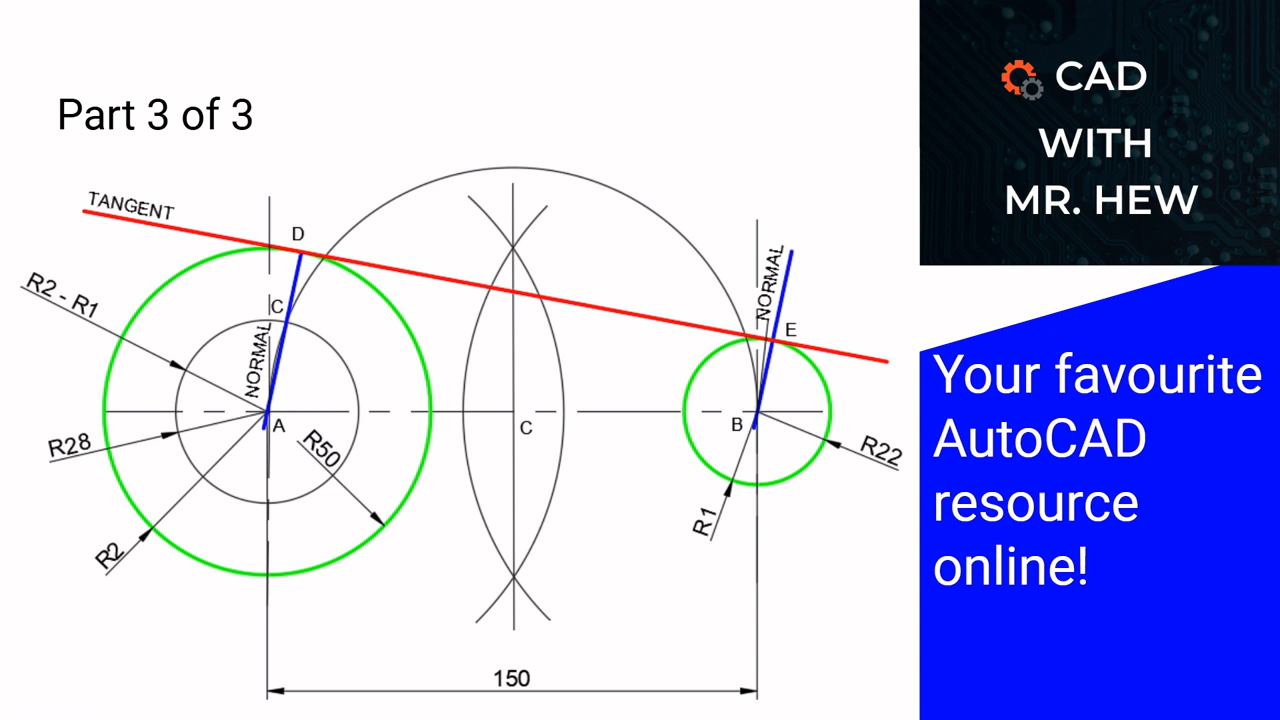 Part 3 of 3
TANGENT
D
R2 - R1
C
NORMAL
NORMAL
E
A
C
B
R28
R50
R22
R2
R1
150
CAD
WITH
MR. HEW
Your favourite
AutoCAD
resource
online!